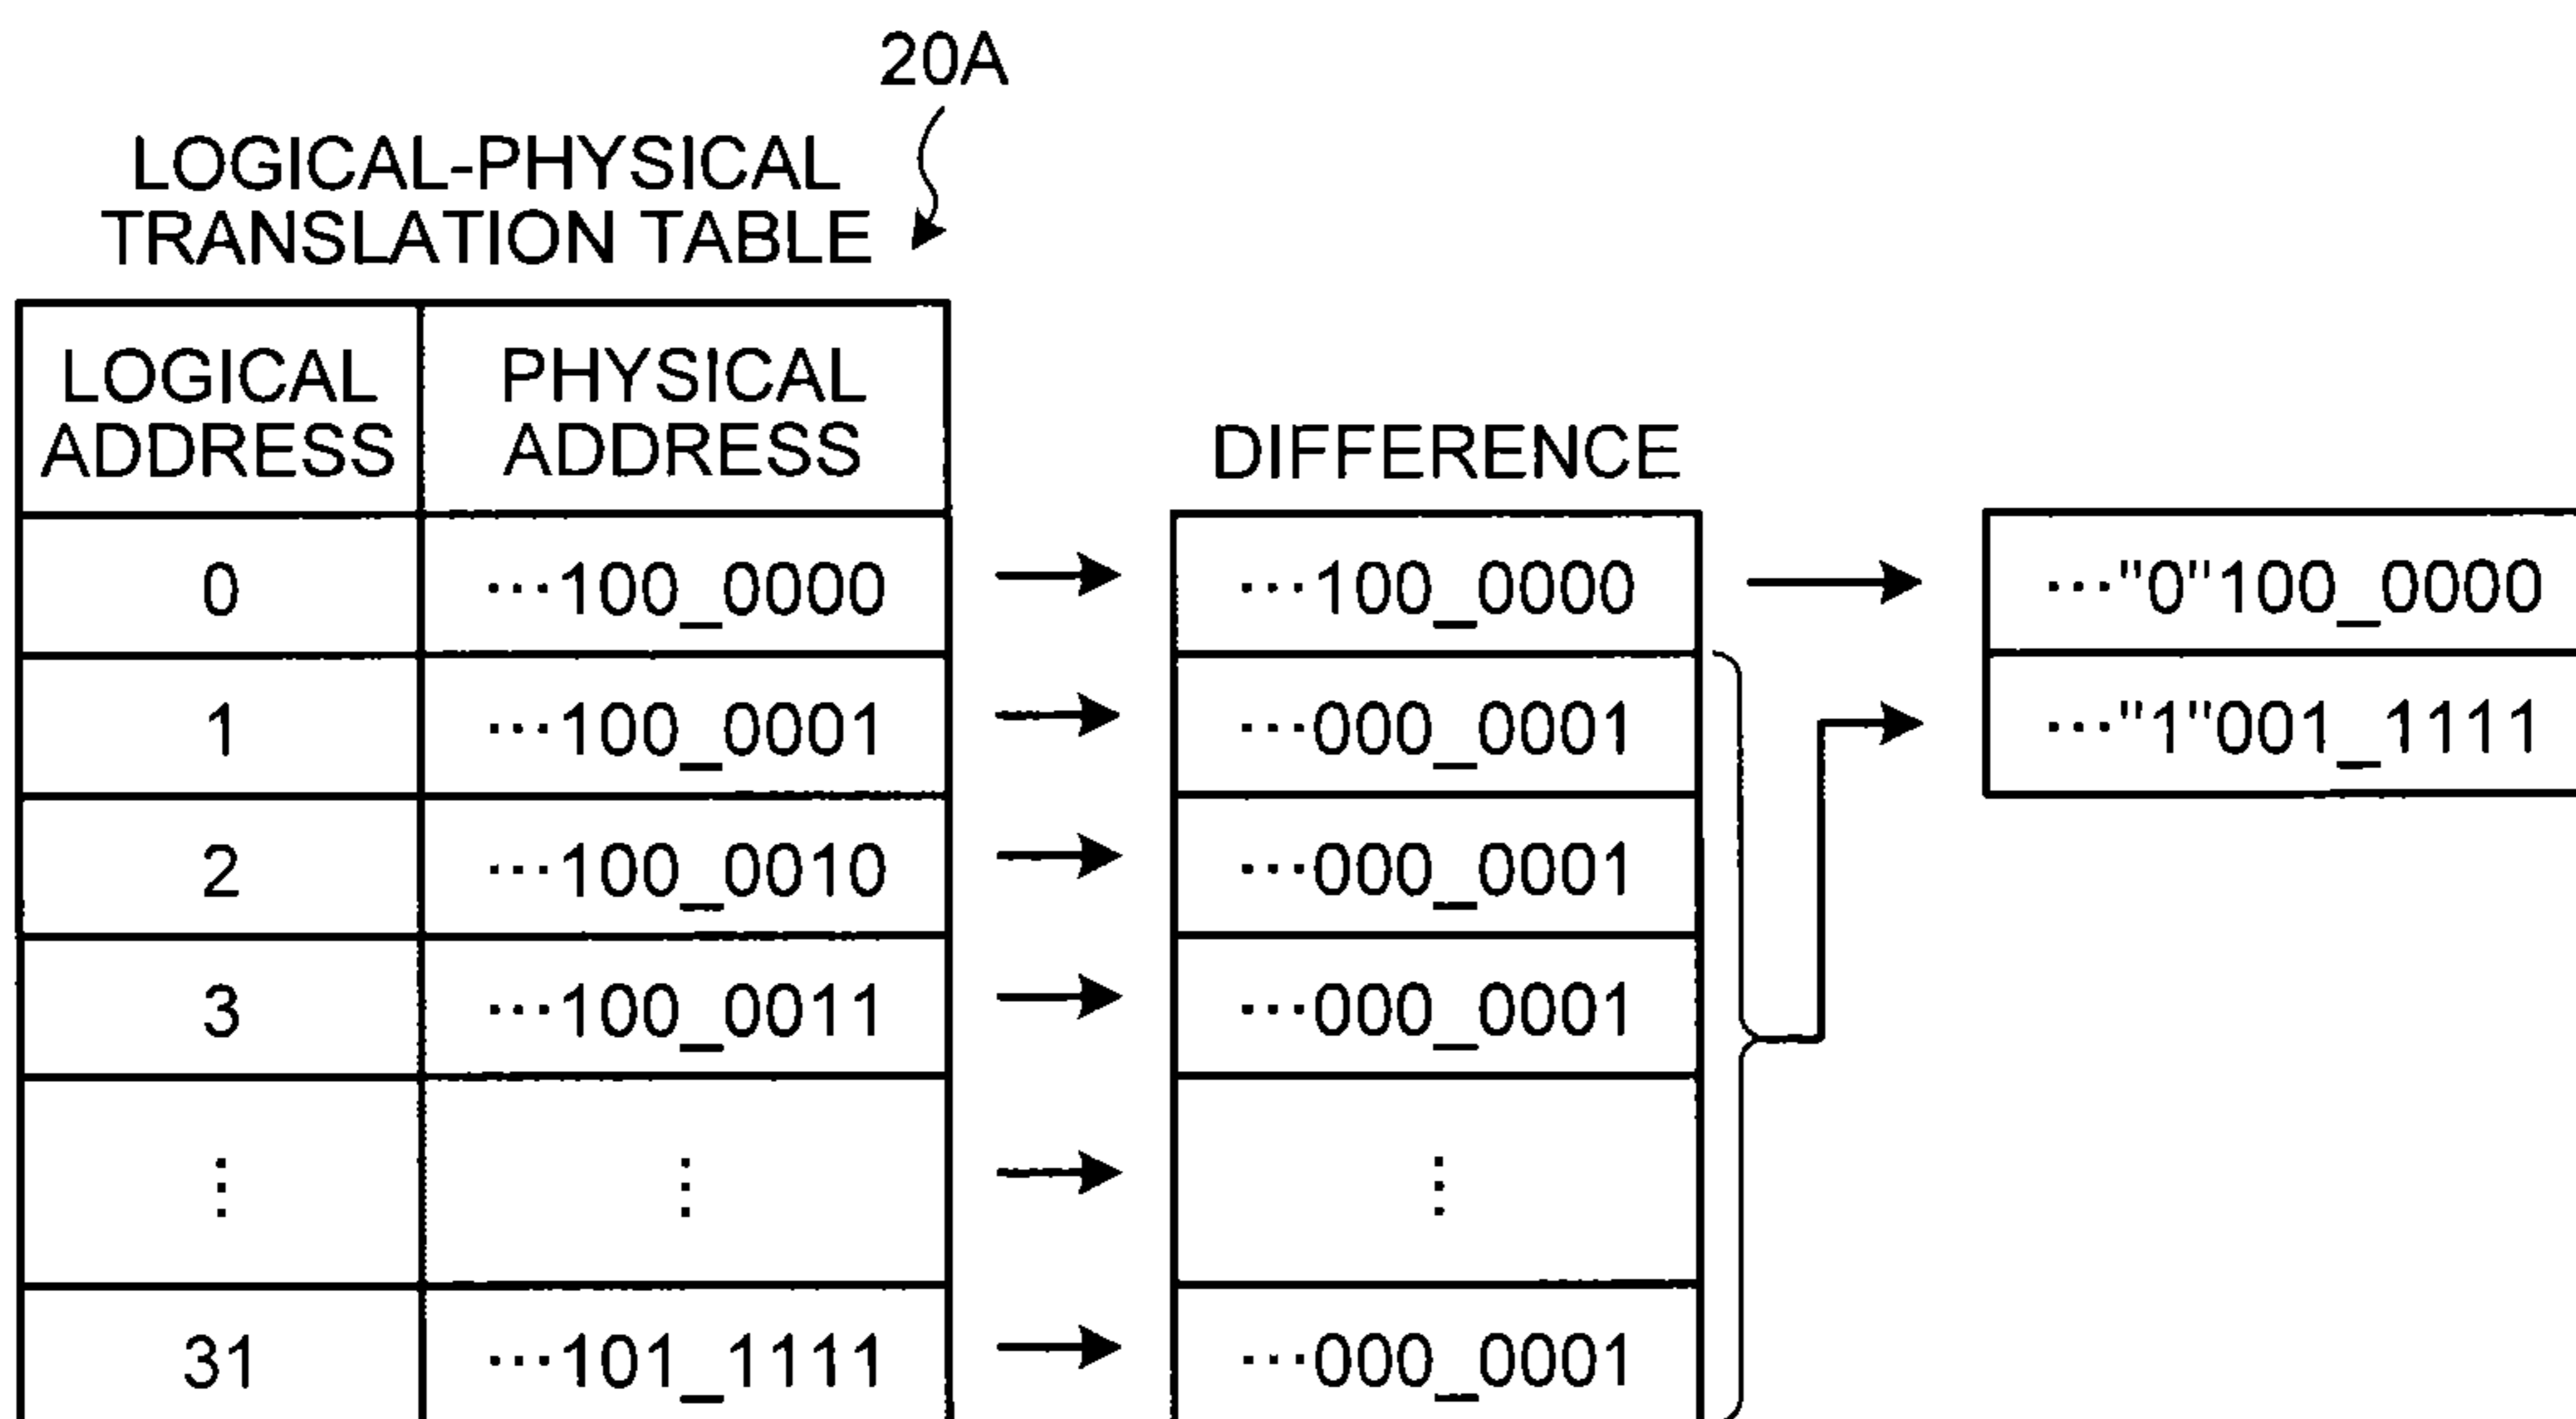 20A
LOGICAL-PHYSICAL
TRANSLATION TABLE
LOGICAL ADDRESS PHYSICAL ADDRESS
DIFFERENCE
0 ···100_0000 ···100_0000 ···"0"100_0000
1 ···100_0001 ···000_0001 ···"1"001_1111
2 ···100_0010 ···000_0001
3 ···100_0011 ···000_0001
⋮ ⋮ ⋮
31 ···101_1111 ···000_0001